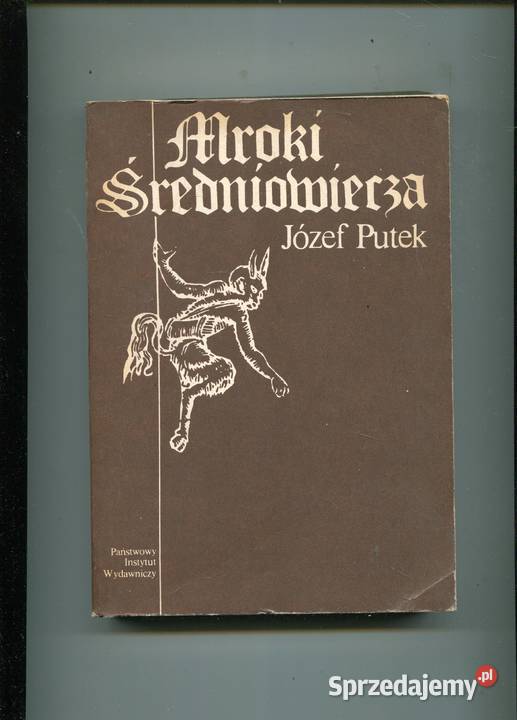 Mroki
Średniowiecza
Józef Putek
Państwowy
Instytut
Wydawniczy
Sprzedajemy.pl